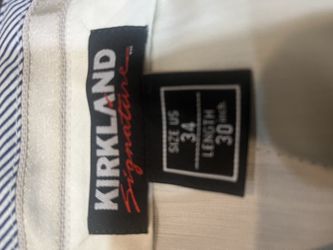 KIRKLAND
Signature
SIZE US
34
LENGTH
30